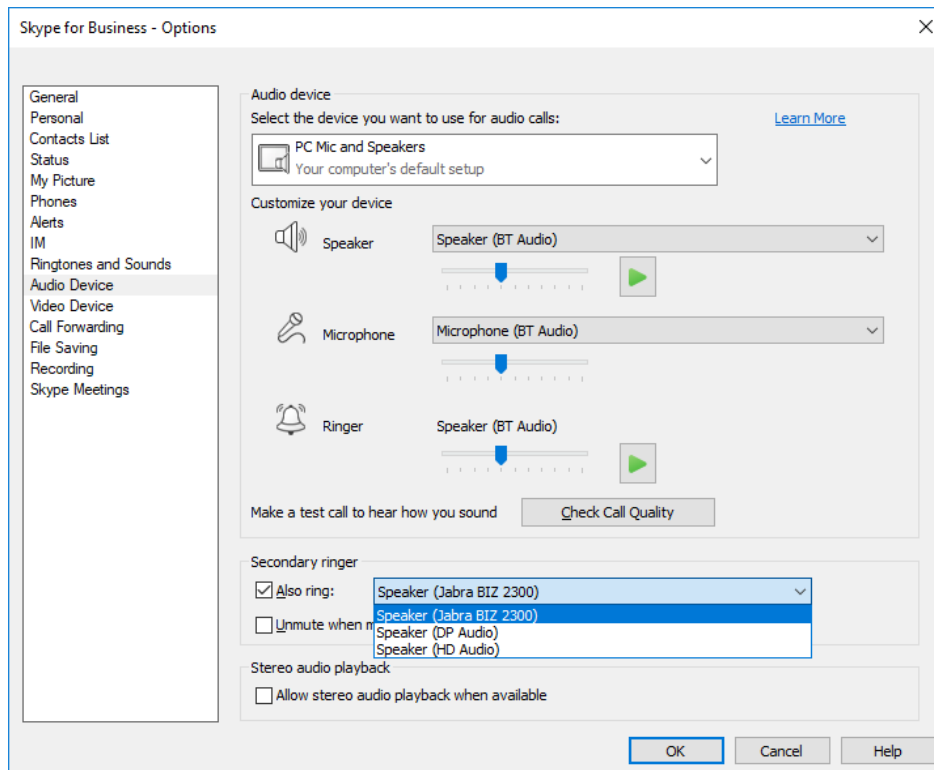 Skype for Business - Options
General
Personal
Contacts List
Status
My Picture
Phones
Alerts
IM
Ringtones and Sounds
Audio Device
Video Device
Call Forwarding
File Saving
Recording
Skype Meetings
Audio device
Select the device you want to use for audio calls: Learn More
PC Mic and Speakers
Your computer's default setup
Customize your device
Speaker Speaker (BT Audio)
Microphone Microphone (BT Audio)
Ringer Speaker (BT Audio)
Make a test call to hear how you sound Check Call Quality
Secondary ringer
Also ring: Speaker (Jabra BIZ 2300)
Speaker (Jabra BIZ 2300)
Unmute when
Speaker (DP Audio)
Speaker (HD Audio)
Stereo audio playback
Allow stereo audio playback when available
OK Cancel Help